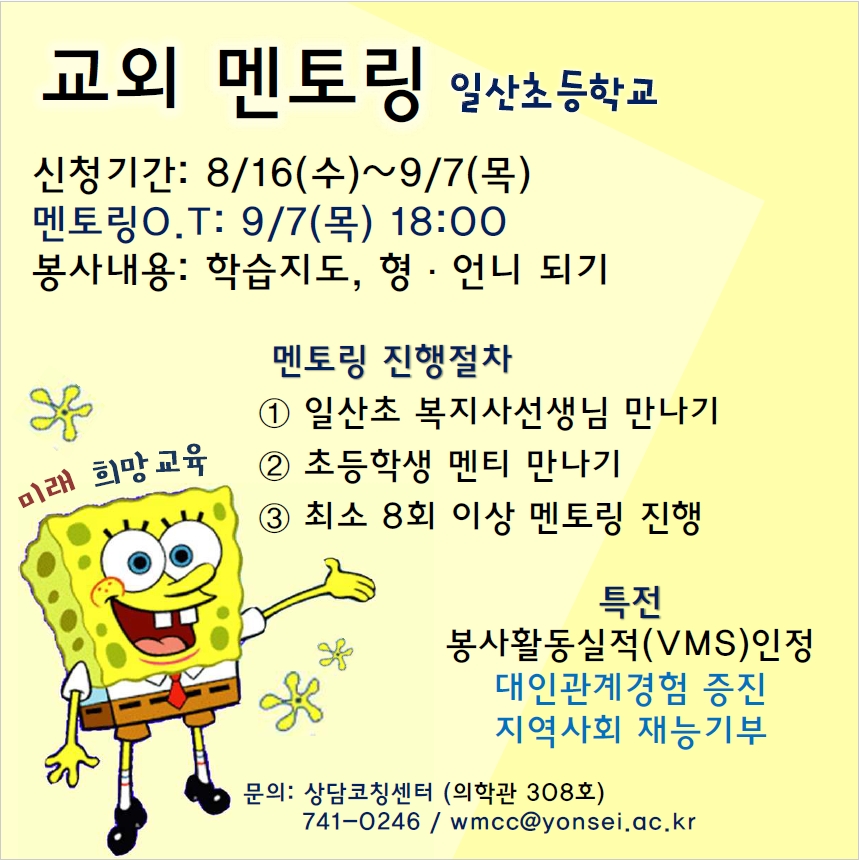 교외 멘토링 일산초등학교
신청기간: 8/16(수)~9/7(목)
멘토링O.T: 9/7(목) 18:00
봉사내용: 학습지도, 형 · 언니 되기
멘토링 진행절차
① 일산초 복지사선생님 만나기
② 초등학생 멘티 만나기
③ 최소 8회 이상 멘토링 진행
미래 희망 교육
특전
봉사활동실적(VMS)인정
대인관계경험 증진
지역사회 재능기부
문의: 상담코칭센터 (의학관 308호)
741-0246 / wmcc@yonsei.ac.kr